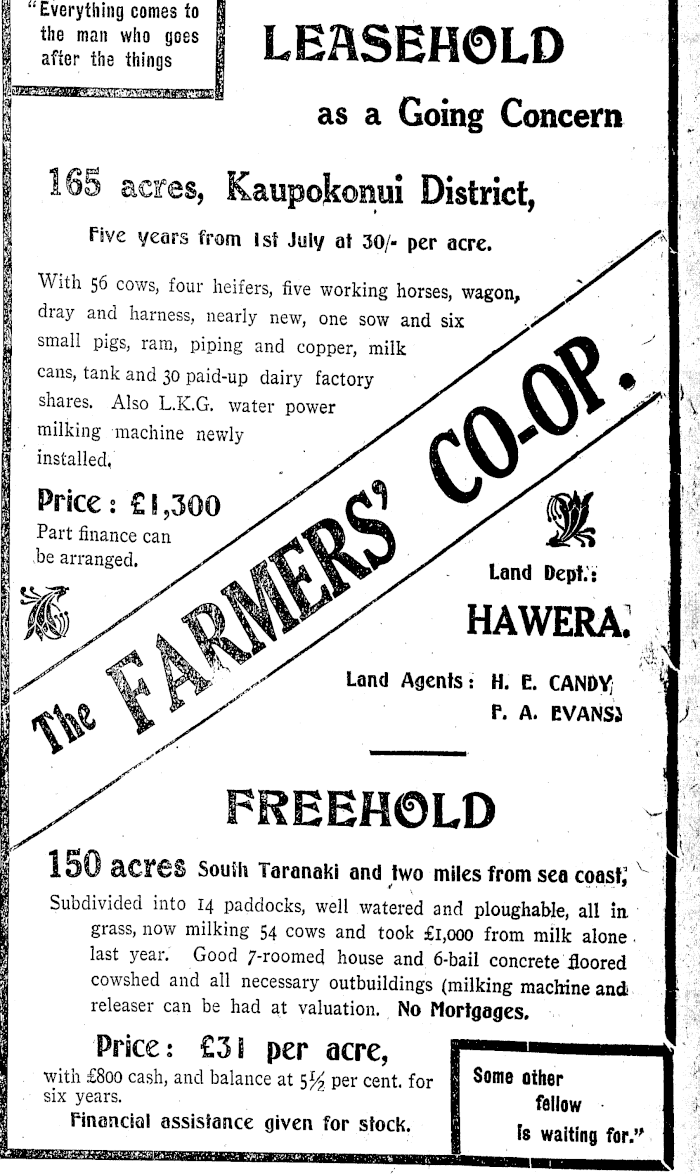 "Everything comes to
the man who goes
after the things
LEASEHOLD
as a Going Concern
165 acres, Kaupokonui District,
Five years from 1st July at 30/- per acre.
With 56 cows, four heifers, five working horses, wagon,
dray and harness, nearly new, one sow and six
small pigs, ram, piping and copper, milk
cans, tank and 30 paid-up dairy factory
shares. Also L.K.G. water power
milking machine newly
installed,
Price : £1,300
Part finance can
be arranged.
The FARMERS' CO-OP.
Land Dept.:
HAWERA.
Land Agents : H. E. CANDY,
P. A. EVANS,
FREEHOLD
150 acres South Taranaki and two miles from sea coast,
Subdivided into 14 paddocks, well watered and ploughable, all in
grass, now milking 54 cows and took £1,000 from milk alone
last year. Good 7-roomed house and 6-bail concrete floored
cowshed and all necessary outbuildings (milking machine and
releaser can be had at valuation. No Mortgages.
Price : £31 per acre,
with £800 cash, and balance at 5½ per cent. for
six years.
Financial assistance given for stock.
Some other
fellow
Is waiting for."